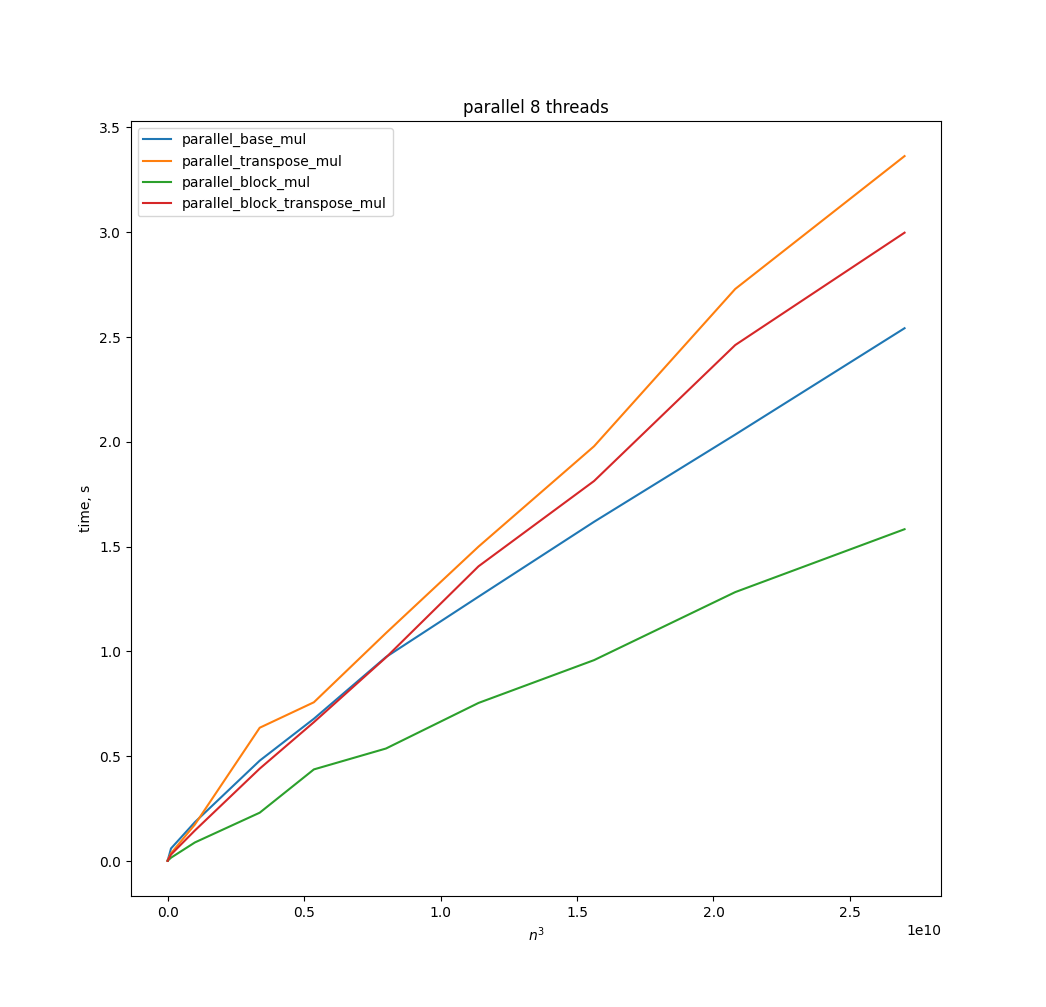 parallel 8 threads
parallel_base_mul
parallel_transpose_mul
parallel_block_mul
parallel_block_transpose_mul
3.5
3.0
2.5
2.0
1.5
1.0
0.5
0.0
time, s
0.0 0.5 1.0 1.5 2.0 2.5
1e10
n³